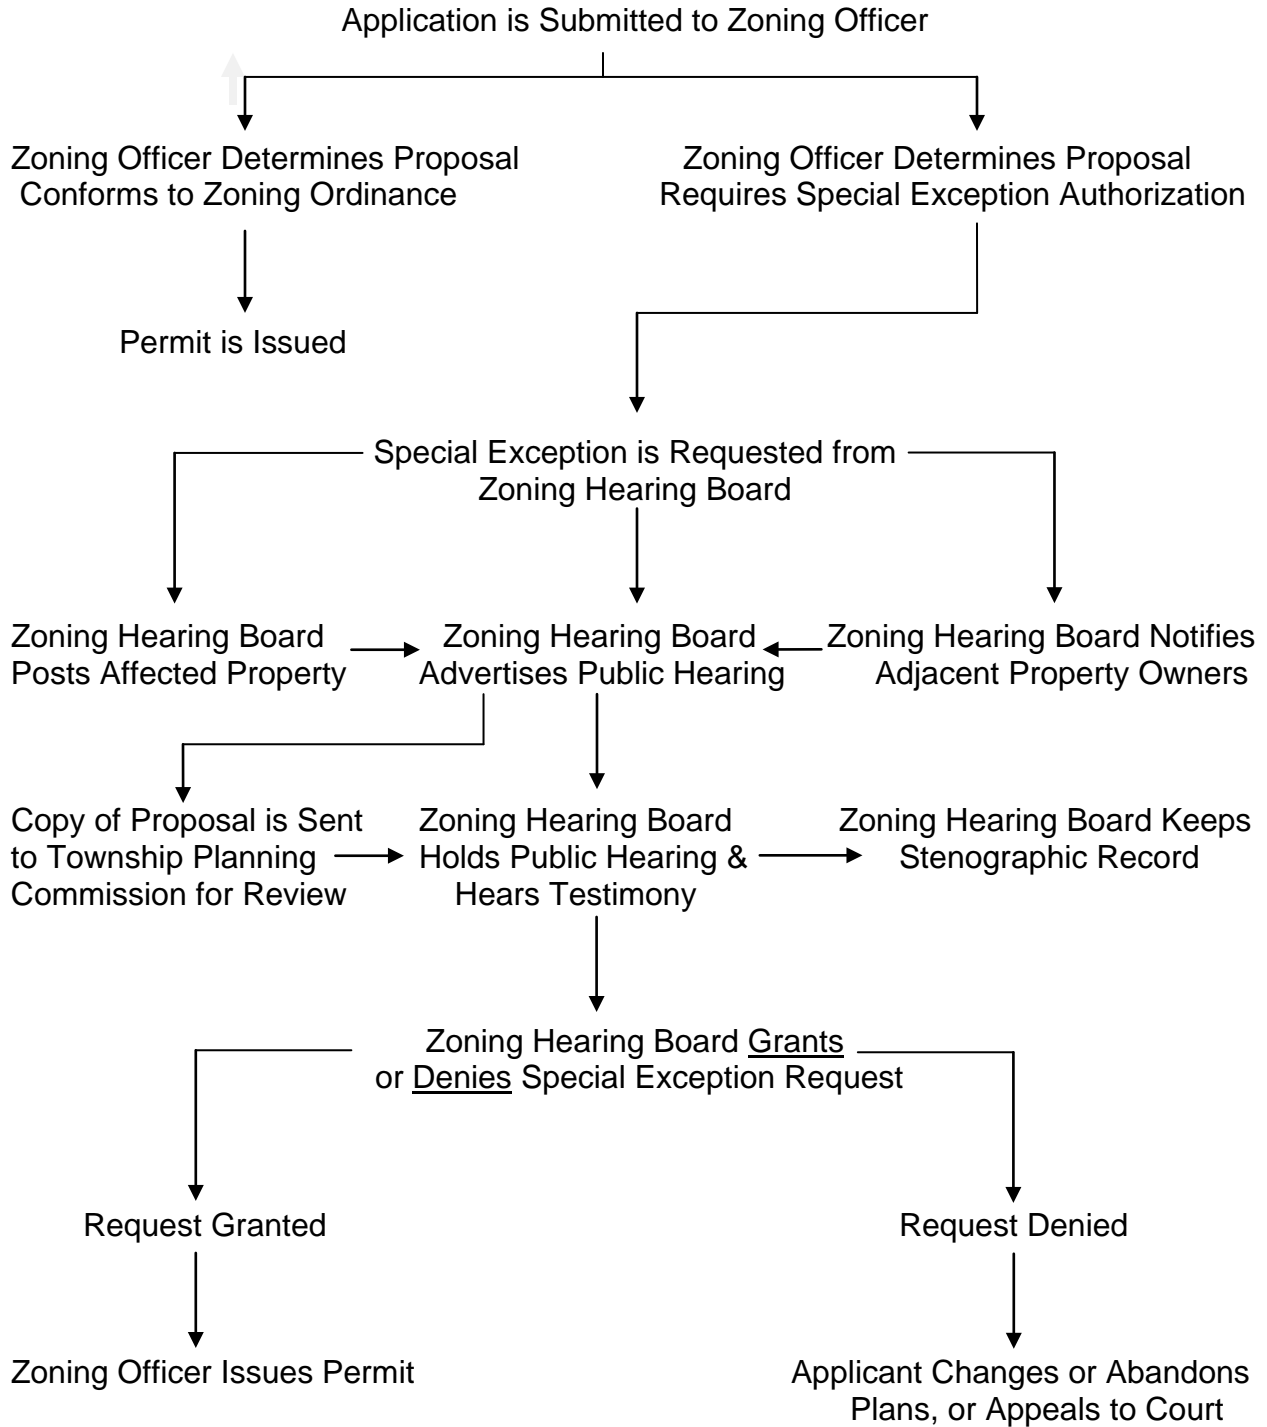 Application is Submitted to Zoning Officer
Zoning Officer Determines Proposal
Conforms to Zoning Ordinance
Zoning Officer Determines Proposal
Requires Special Exception Authorization
Permit is Issued
Special Exception is Requested from
Zoning Hearing Board
Zoning Hearing Board
Posts Affected Property
Zoning Hearing Board
Advertises Public Hearing
Zoning Hearing Board Notifies
Adjacent Property Owners
Copy of Proposal is Sent
to Township Planning
Commission for Review
Zoning Hearing Board
Holds Public Hearing &
Hears Testimony
Zoning Hearing Board Keeps
Stenographic Record
Zoning Hearing Board Grants
or Denies Special Exception Request
Request Granted
Request Denied
Zoning Officer Issues Permit
Applicant Changes or Abandons
Plans, or Appeals to Court